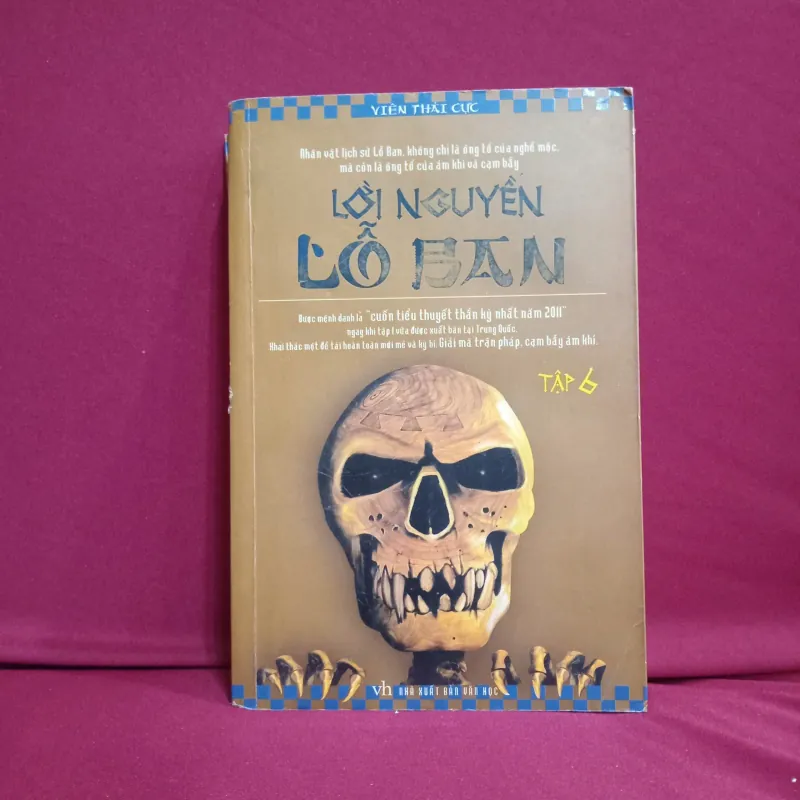 VIÊN THÁI CỰC
Nhân vật lịch sử Lỗ Ban, không chỉ là ông tổ của nghề mộc,
mà còn là ông tổ của ám khí và cạm bẫy
LỜI NGUYỀN
LỖ BAN
Được mệnh danh là "cuốn tiểu thuyết thần kỳ nhất năm 2011"
ngay khi tập 1 vừa được xuất bản tại Trung Quốc.
Khai thác một đề tài hoàn toàn mới mẻ và kỳ bí: Giải mã trận pháp, cạm bẫy ám khí.
TẬP 6
vh NHÀ XUẤT BẢN VĂN HỌC